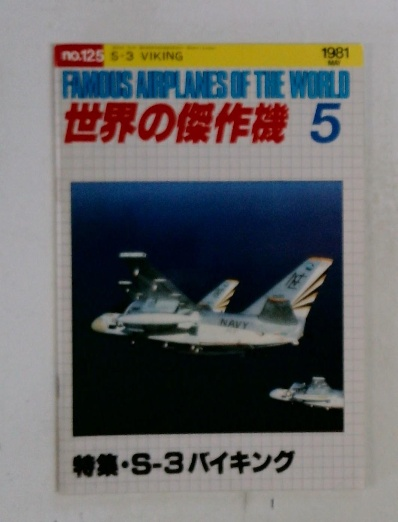 no.125 S-3 VIKING 1981
FAMOUS AIRPLANES OF THE WORLD
世界の傑作機 5
NAVY
特集・S-3バイキング